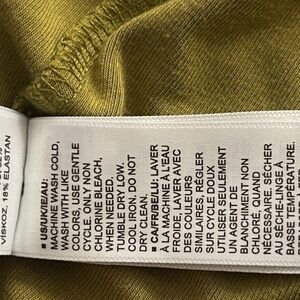 VİSKOZ, 18% ELASTAN
■ US/UK/IE/AU:
MACHINE WASH COLD,
WASH WITH LIKE
COLORS, USE GENTLE
CYCLE, ONLY NON
CHLORINE BLEACH,
WHEN NEEDED.
TUMBLE DRY LOW.
COOL IRON. DO NOT
DRY CLEAN.
■ CA/FR/BE/LU: LAVER
À LA MACHINE À L'EAU
FROIDE, LAVER AVEC
DES COULEURS
SIMILAIRES, RÉGLER
SUR CYCLE DOUX.
UTILISER SEULEMENT
UN AGENT DE
BLANCHIMENT NON
CHLORÉ, QUAND
NÉCESSAIRE. SÉCHER
AU SÈCHE-LINGE À
BASSE TEMPÉRATURE.